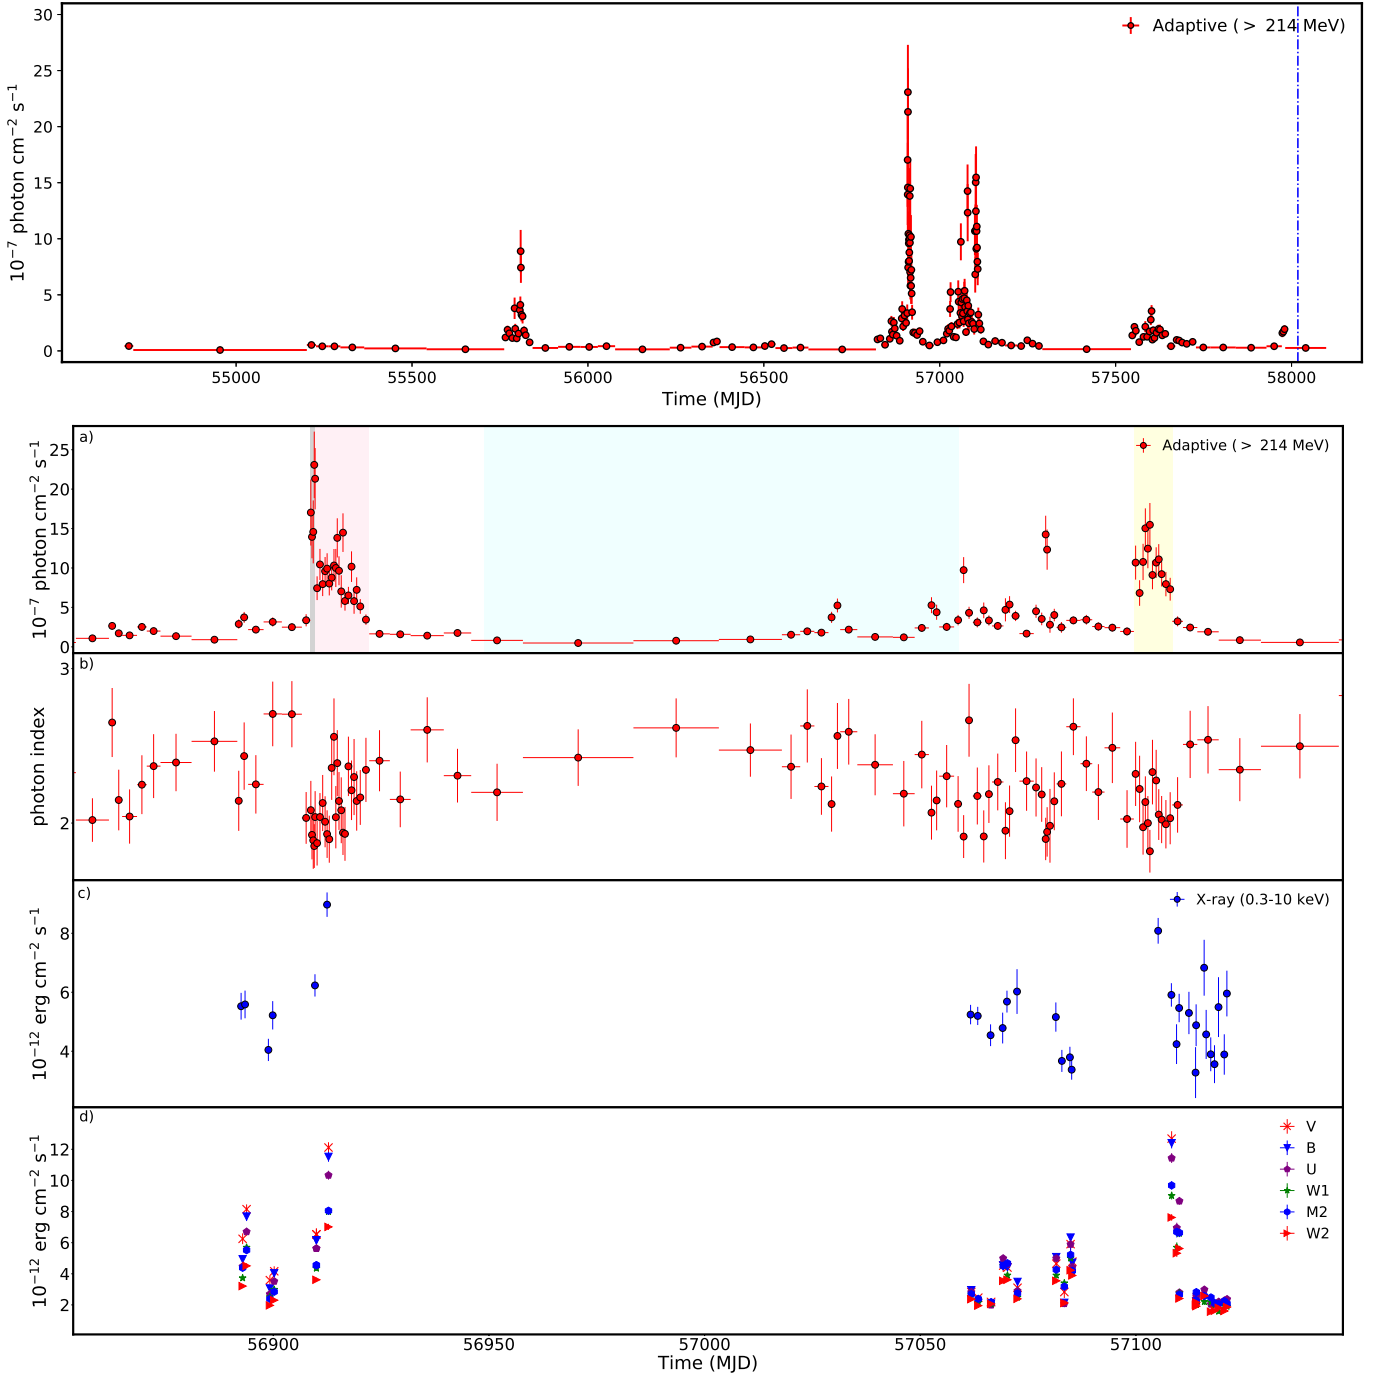 30
25
20
15
10
5
0
10⁻⁷ photon cm⁻² s⁻¹
Adaptive (> 214 MeV)
55000 55500 56000 56500 57000 57500 58000
Time (MJD)
a)
25
20
15
10
5
0
10⁻⁷ photon cm⁻² s⁻¹
Adaptive (> 214 MeV)
b)
3
2
photon index
c)
8
6
4
10⁻¹² erg cm⁻² s⁻¹
X-ray (0.3-10 keV)
d)
12
10
8
6
4
2
10⁻¹² erg cm⁻² s⁻¹
V
B
U
W1
M2
W2
56900 56950 57000 57050 57100
Time (MJD)